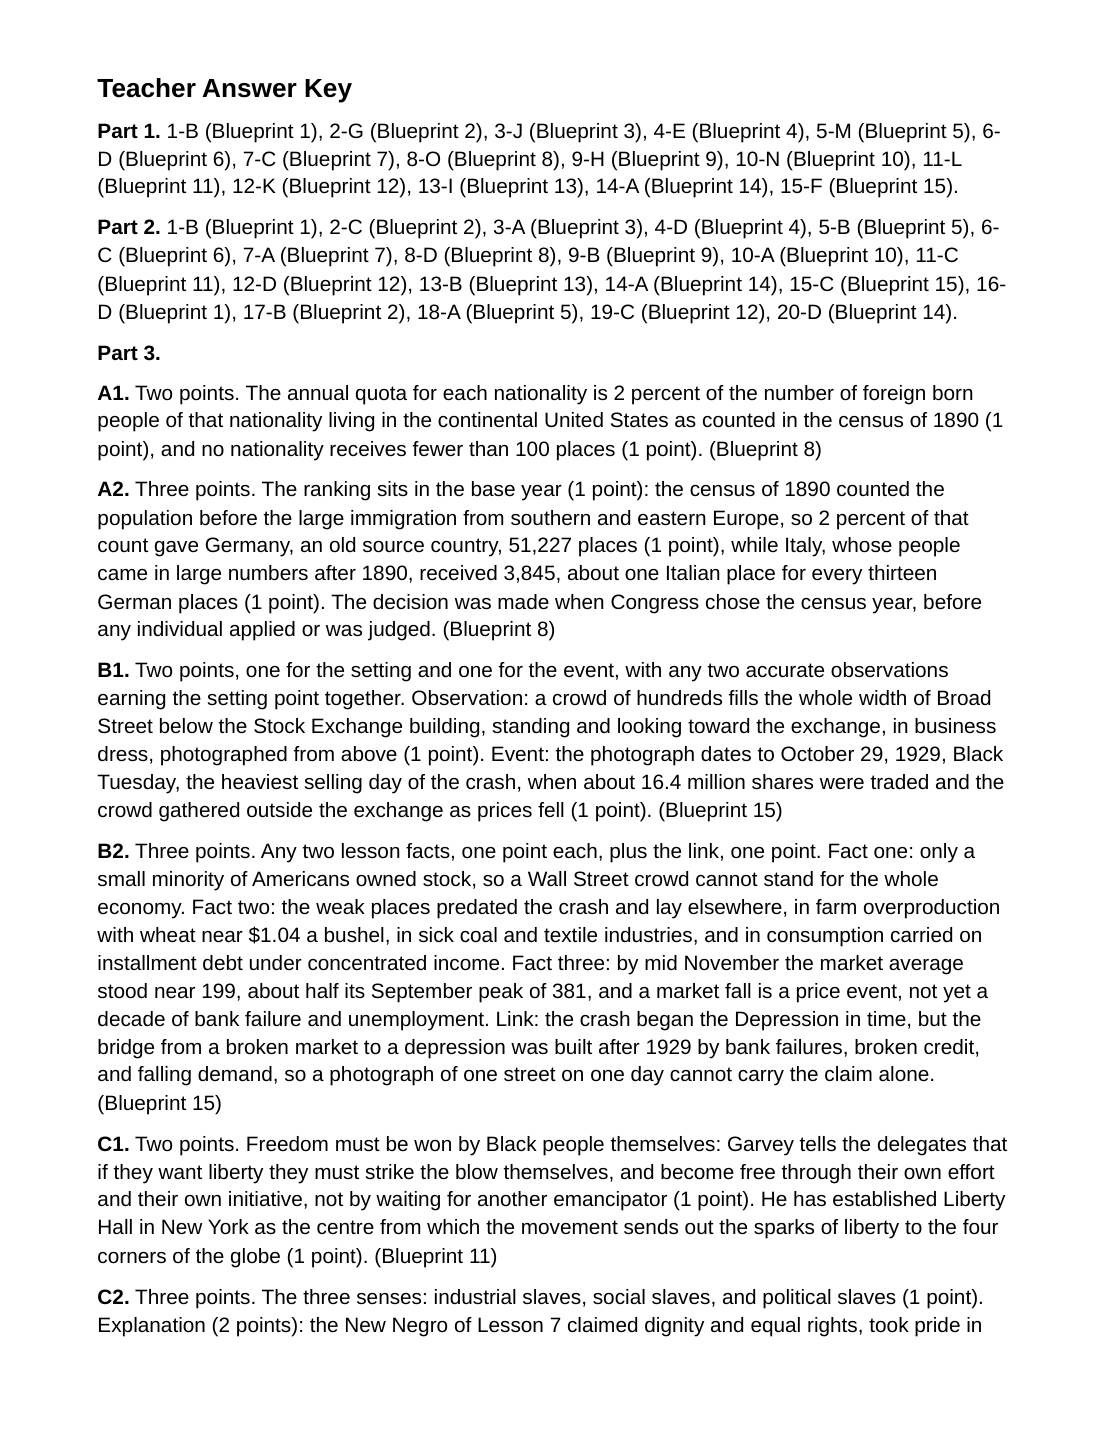 Teacher Answer Key
Part 1. 1-B (Blueprint 1), 2-G (Blueprint 2), 3-J (Blueprint 3), 4-E (Blueprint 4), 5-M (Blueprint 5), 6-
D (Blueprint 6), 7-C (Blueprint 7), 8-O (Blueprint 8), 9-H (Blueprint 9), 10-N (Blueprint 10), 11-L
(Blueprint 11), 12-K (Blueprint 12), 13-I (Blueprint 13), 14-A (Blueprint 14), 15-F (Blueprint 15).
Part 2. 1-B (Blueprint 1), 2-C (Blueprint 2), 3-A (Blueprint 3), 4-D (Blueprint 4), 5-B (Blueprint 5), 6-
C (Blueprint 6), 7-A (Blueprint 7), 8-D (Blueprint 8), 9-B (Blueprint 9), 10-A (Blueprint 10), 11-C
(Blueprint 11), 12-D (Blueprint 12), 13-B (Blueprint 13), 14-A (Blueprint 14), 15-C (Blueprint 15), 16-
D (Blueprint 1), 17-B (Blueprint 2), 18-A (Blueprint 5), 19-C (Blueprint 12), 20-D (Blueprint 14).
Part 3.
A1. Two points. The annual quota for each nationality is 2 percent of the number of foreign born
people of that nationality living in the continental United States as counted in the census of 1890 (1
point), and no nationality receives fewer than 100 places (1 point). (Blueprint 8)
A2. Three points. The ranking sits in the base year (1 point): the census of 1890 counted the
population before the large immigration from southern and eastern Europe, so 2 percent of that
count gave Germany, an old source country, 51,227 places (1 point), while Italy, whose people
came in large numbers after 1890, received 3,845, about one Italian place for every thirteen
German places (1 point). The decision was made when Congress chose the census year, before
any individual applied or was judged. (Blueprint 8)
B1. Two points, one for the setting and one for the event, with any two accurate observations
earning the setting point together. Observation: a crowd of hundreds fills the whole width of Broad
Street below the Stock Exchange building, standing and looking toward the exchange, in business
dress, photographed from above (1 point). Event: the photograph dates to October 29, 1929, Black
Tuesday, the heaviest selling day of the crash, when about 16.4 million shares were traded and the
crowd gathered outside the exchange as prices fell (1 point). (Blueprint 15)
B2. Three points. Any two lesson facts, one point each, plus the link, one point. Fact one: only a
small minority of Americans owned stock, so a Wall Street crowd cannot stand for the whole
economy. Fact two: the weak places predated the crash and lay elsewhere, in farm overproduction
with wheat near $1.04 a bushel, in sick coal and textile industries, and in consumption carried on
installment debt under concentrated income. Fact three: by mid November the market average
stood near 199, about half its September peak of 381, and a market fall is a price event, not yet a
decade of bank failure and unemployment. Link: the crash began the Depression in time, but the
bridge from a broken market to a depression was built after 1929 by bank failures, broken credit,
and falling demand, so a photograph of one street on one day cannot carry the claim alone.
(Blueprint 15)
C1. Two points. Freedom must be won by Black people themselves: Garvey tells the delegates that
if they want liberty they must strike the blow themselves, and become free through their own effort
and their own initiative, not by waiting for another emancipator (1 point). He has established Liberty
Hall in New York as the centre from which the movement sends out the sparks of liberty to the four
corners of the globe (1 point). (Blueprint 11)
C2. Three points. The three senses: industrial slaves, social slaves, and political slaves (1 point).
Explanation (2 points): the New Negro of Lesson 7 claimed dignity and equal rights, took pride in